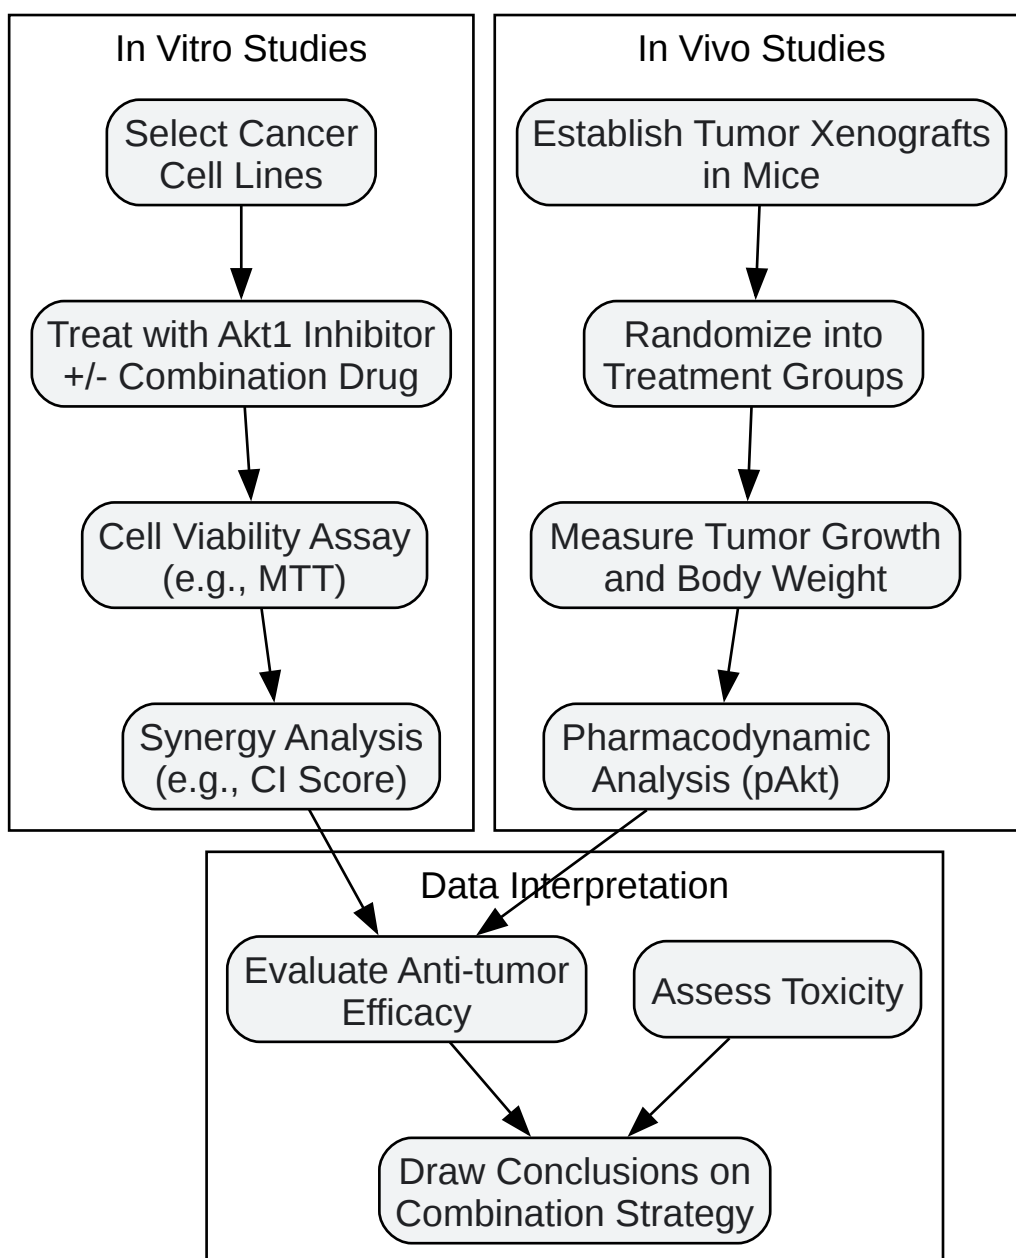 In Vitro Studies
Select Cancer
Cell Lines
Treat with Akt1 Inhibitor
+/- Combination Drug
Cell Viability Assay
(e.g., MTT)
Synergy Analysis
(e.g., CI Score)
In Vivo Studies
Establish Tumor Xenografts
in Mice
Randomize into
Treatment Groups
Measure Tumor Growth
and Body Weight
Pharmacodynamic
Analysis (pAkt)
Data Interpretation
Evaluate Anti-tumor
Efficacy
Assess Toxicity
Draw Conclusions on
Combination Strategy